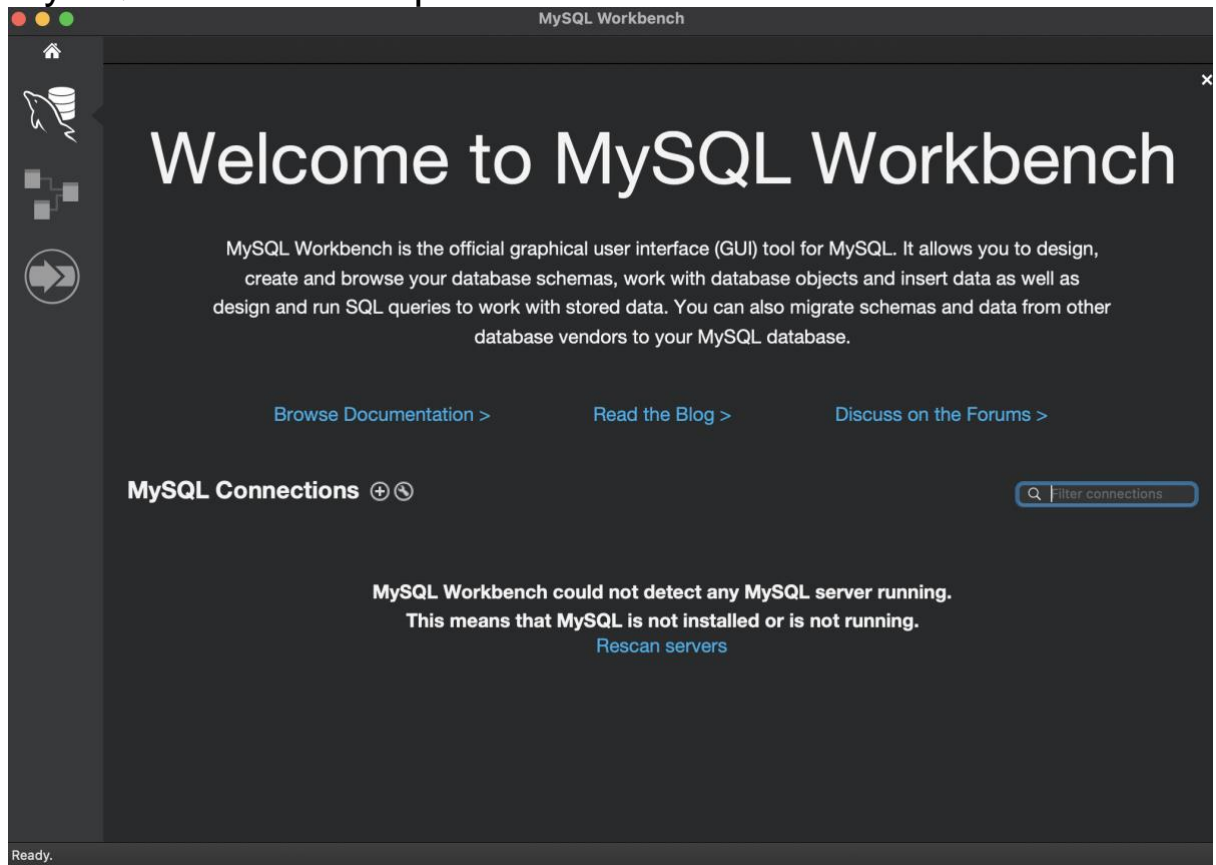 MySQL Workbench
Welcome to MySQL Workbench
MySQL Workbench is the official graphical user interface (GUI) tool for MySQL. It allows you to design,
create and browse your database schemas, work with database objects and insert data as well as
design and run SQL queries to work with stored data. You can also migrate schemas and data from other
database vendors to your MySQL database.
Browse Documentation >
Read the Blog >
Discuss on the Forums >
MySQL Connections
Filter connections
MySQL Workbench could not detect any MySQL server running.
This means that MySQL is not installed or is not running.
Rescan servers
Ready.